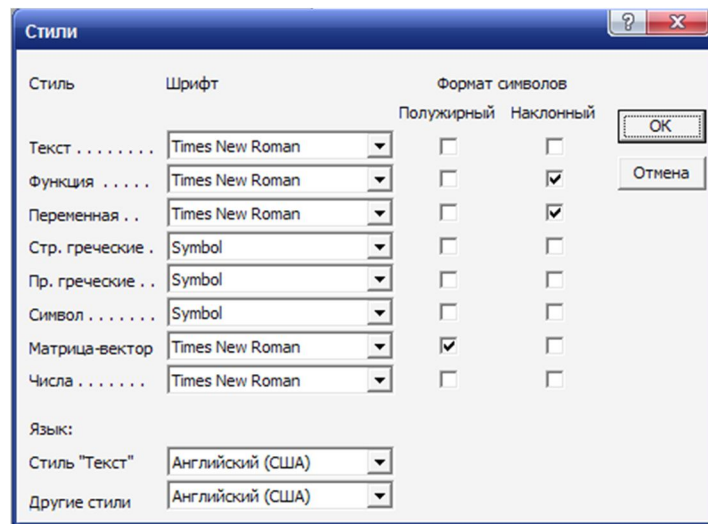 Стили
Стиль Шрифт Формат символов
Полужирный Наклонный
OK
Текст . . . . . . . . Times New Roman
Функция . . . . . Times New Roman
Отмена
Переменная . . Times New Roman
Стр. греческие . Symbol
Пр. греческие . . Symbol
Символ . . . . . . . Symbol
Матрица-вектор Times New Roman
Числа . . . . . . . Times New Roman
Язык:
Стиль "Текст" Английский (США)
Другие стили Английский (США)